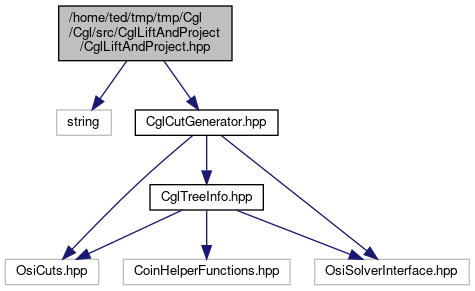 /home/ted/tmp/tmp/Cgl
/Cgl/src/CglLiftAndProject
/CglLiftAndProject.hpp
string
CglCutGenerator.hpp
CglTreeInfo.hpp
OsiCuts.hpp
CoinHelperFunctions.hpp
OsiSolverInterface.hpp